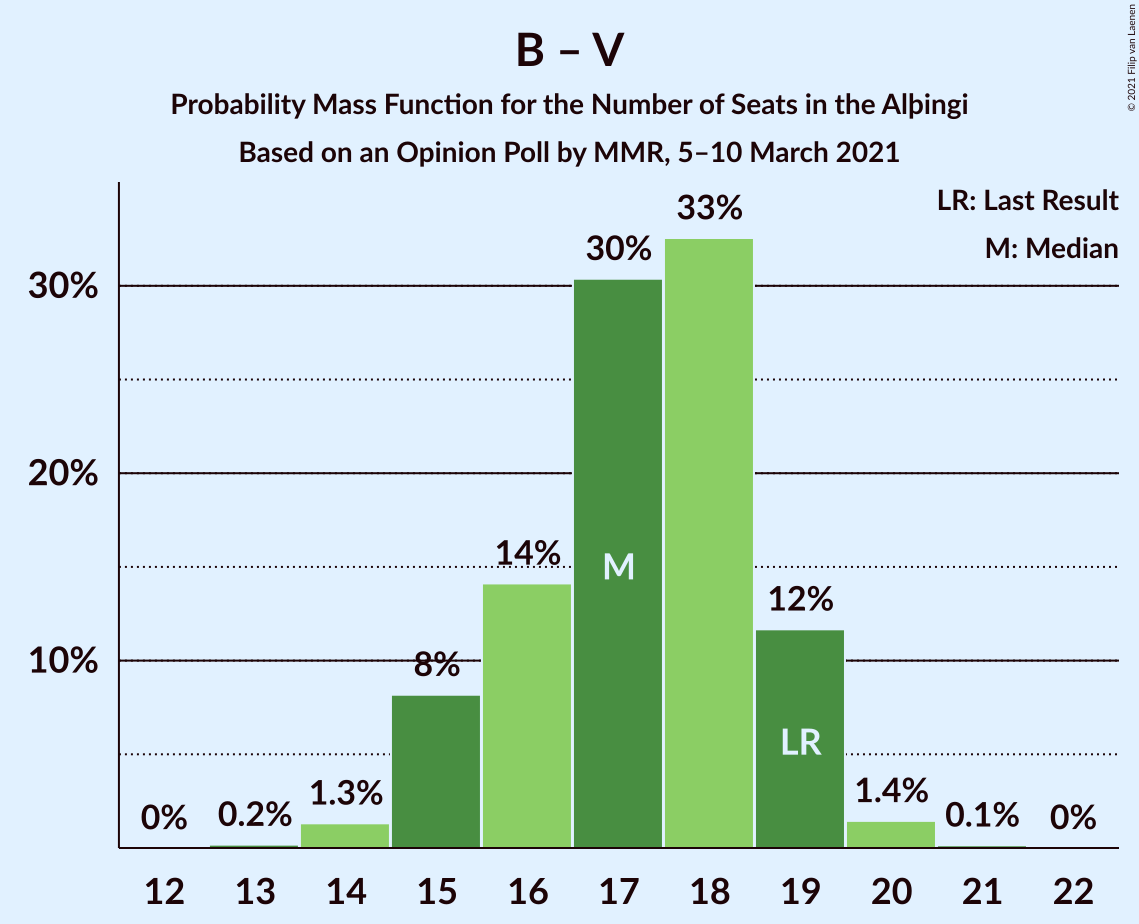 B – V
Probability Mass Function for the Number of Seats in the Alþingi
Based on an Opinion Poll by MMR, 5–10 March 2021
© 2021 Filip van Laenen
LR: Last Result
M: Median
33%
30%
30%
20%
14%
M
12%
10%
8%
LR
0%
0.2%
1.3%
1.4%
0.1%
0%
12 13 14 15 16 17 18 19 20 21 22